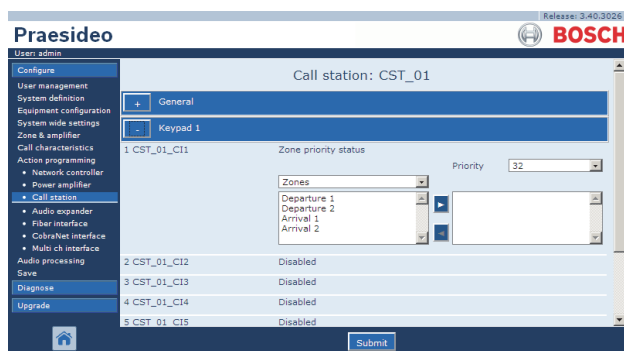 Release: 3.40.3026
Praesideo
BOSCH
User: admin
Configure
User management
System definition
Equipment configuration
System wide settings
Zone & amplifier
Call characteristics
Action programming
• Network controller
• Power amplifier
• Call station
• Audio expander
• Fiber interface
• CobraNet interface
• Multi ch interface
Audio processing
Save
Diagnose
Upgrade
Call station: CST_01
+ General
- Keypad 1
1 CST_01_CI1 Zone priority status
Priority 32
Zones
Departure 1
Departure 2
Arrival 1
Arrival 2
2 CST_01_CI2 Disabled
3 CST_01_CI3 Disabled
4 CST_01_CI4 Disabled
5 CST_01_CI5 Disabled
Submit